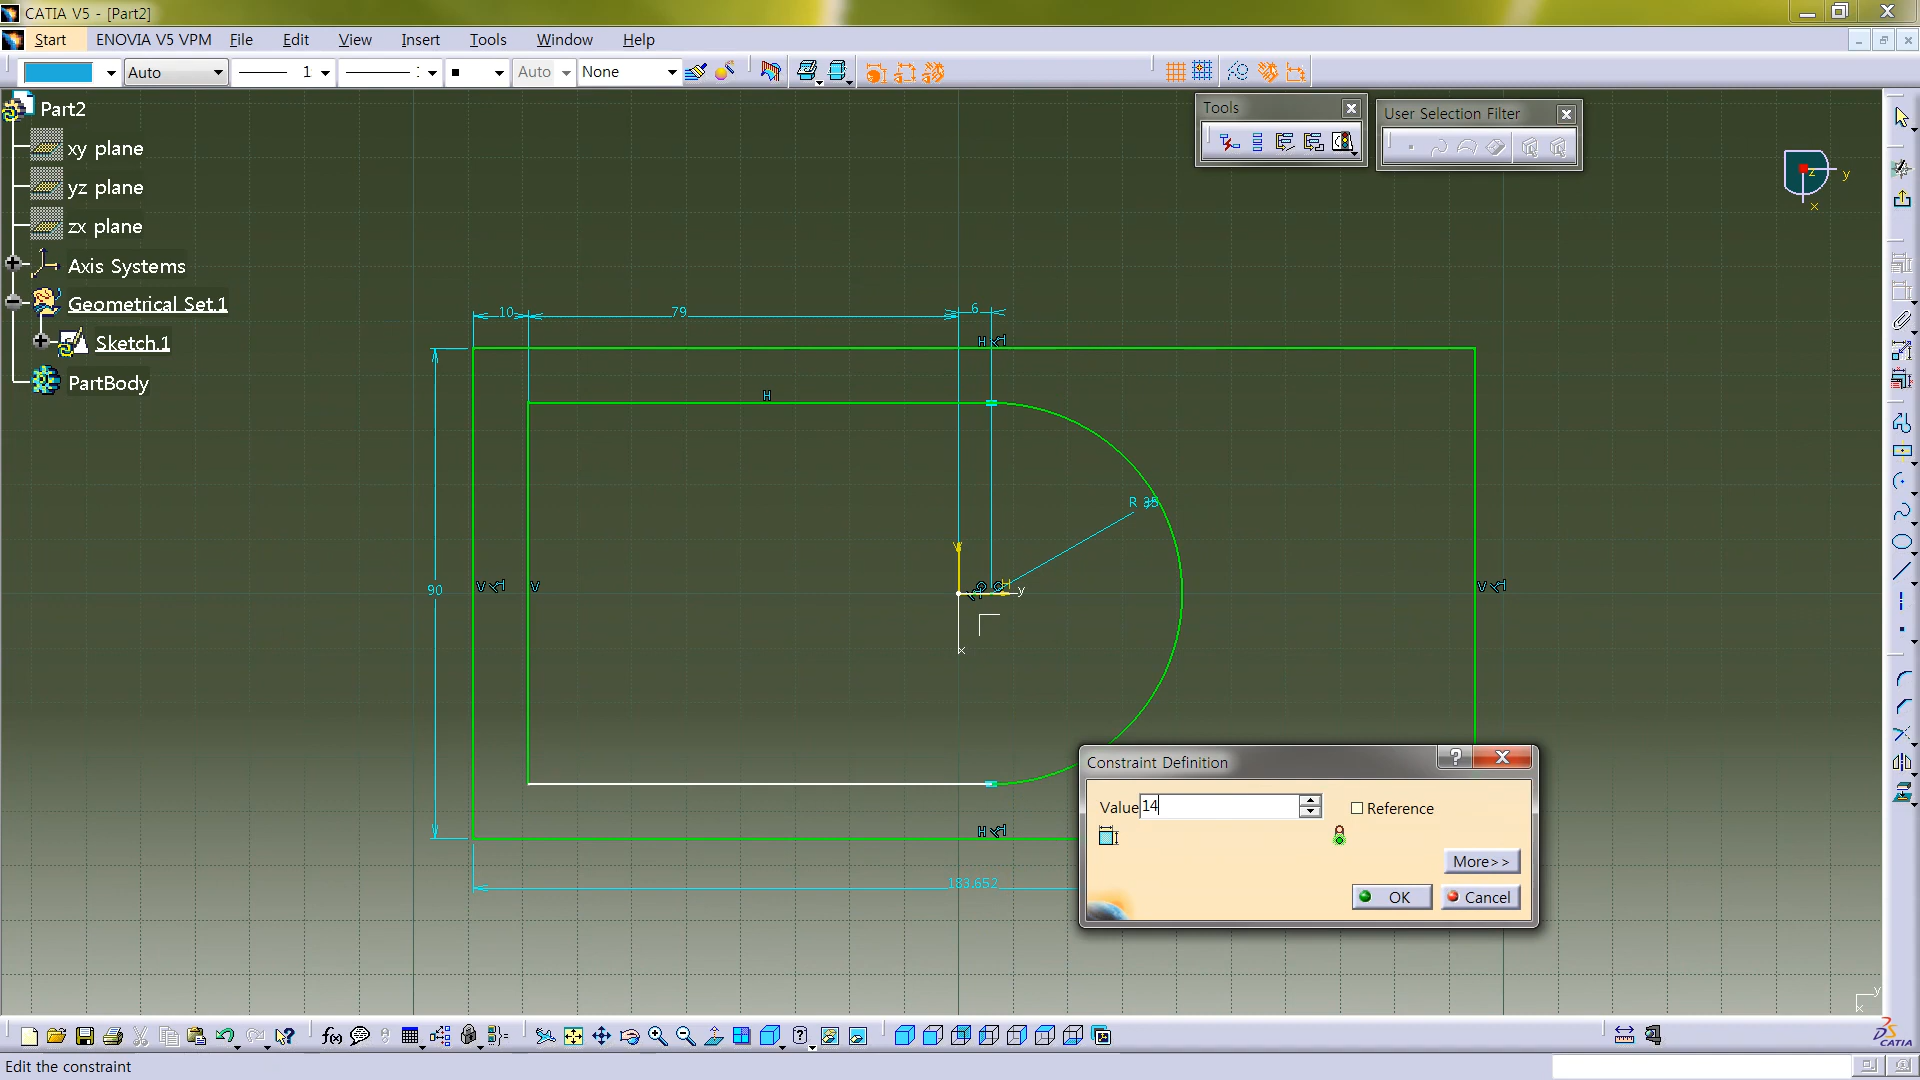 CATIA V5 - [Part2]
Start
ENOVIA V5 VPM
File
Edit
View
Insert
Tools
Window
Help
Auto
1
Auto
None
Part2
xy plane
yz plane
zx plane
Axis Systems
Geometrical Set.1
Sketch.1
PartBody
Tools
User Selection Filter
z
y
x
10
79
6
H
H
90
V
V
V
R 35
V
H
y
x
H
183.652
Constraint Definition
Value 14
Reference
More>>
OK
Cancel
y
x
f(x)
CATIA
Edit the constraint